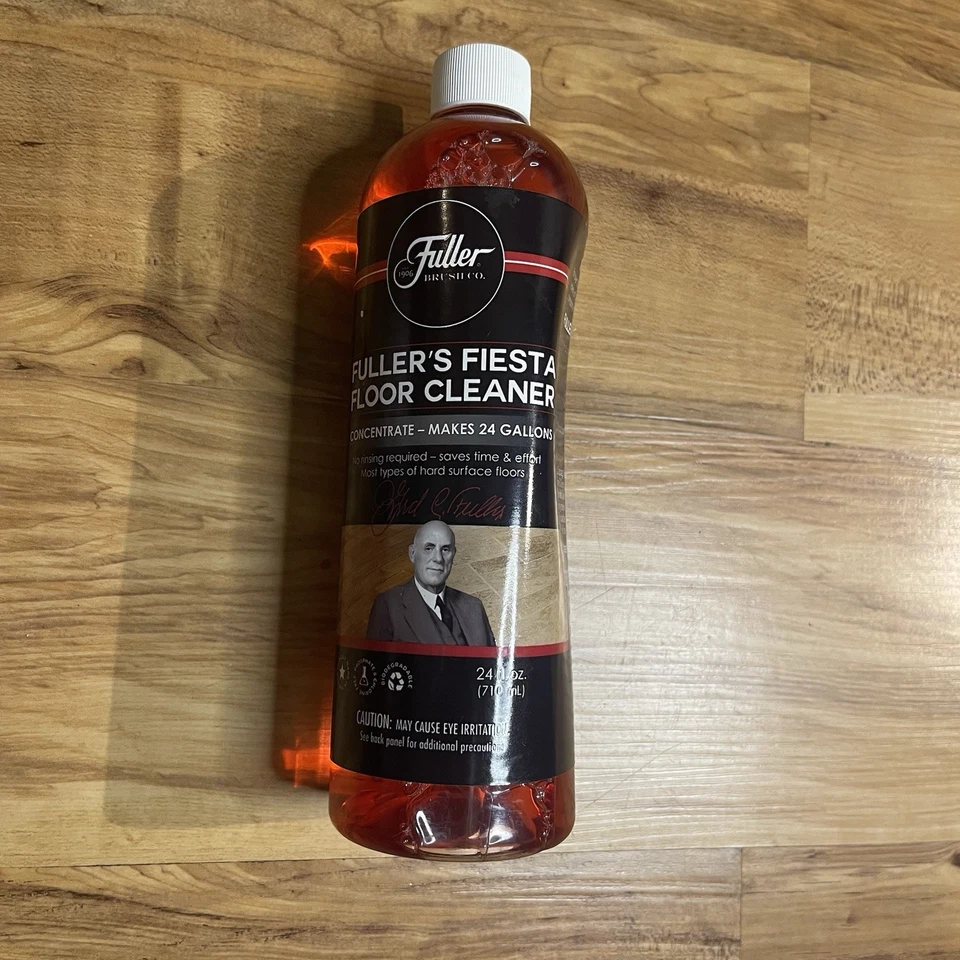 Fuller
1906
BRUSH CO.
FULLER'S FIESTA
FLOOR CLEANER
CONCENTRATE – MAKES 24 GALLONS
No rinsing required – saves time & effort
Most types of hard surface floors
BIODEGRADABLE
24 fl. oz.
(710 mL)
CAUTION: MAY CAUSE EYE IRRITATION.
See back panel for additional precautions